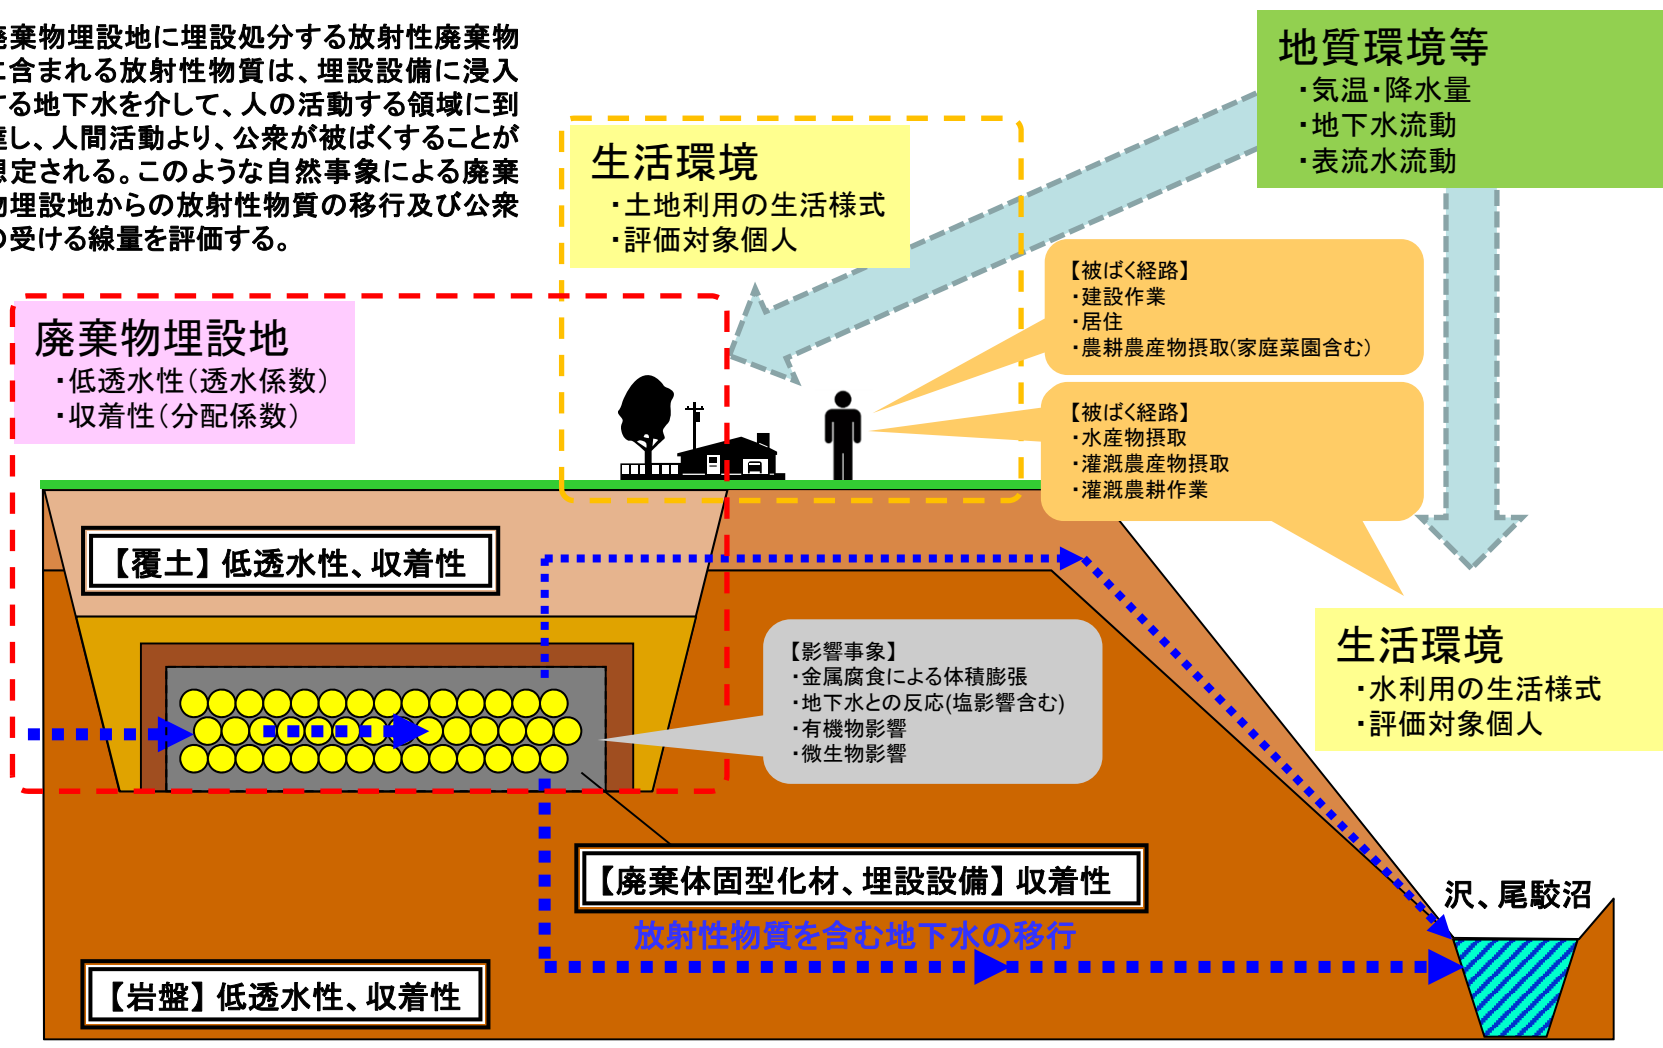 廃棄物埋設地に埋設処分する放射性廃棄物
に含まれる放射性物質は、埋設設備に浸入
する地下水を介して、人の活動する領域に到
達し、人間活動より、公衆が被ばくすることが
想定される。このような自然事象による廃棄
物埋設地からの放射性物質の移行及び公衆
の受ける線量を評価する。
地質環境等
・気温・降水量
・地下水流動
・表流水流動
生活環境
・土地利用の生活様式
・評価対象個人
【被ばく経路】
・建設作業
・居住
・農耕農産物摂取(家庭菜園含む)
廃棄物埋設地
・低透水性(透水係数)
・収着性(分配係数)
【被ばく経路】
・水産物摂取
・灌漑農産物摂取
・灌漑農耕作業
【覆土】低透水性、収着性
【影響事象】
・金属腐食による体積膨張
・地下水との反応(塩影響含む)
・有機物影響
・微生物影響
生活環境
・水利用の生活様式
・評価対象個人
【廃棄体固型化材、埋設設備】収着性
沢、尾駮沼
放射性物質を含む地下水の移行
【岩盤】低透水性、収着性